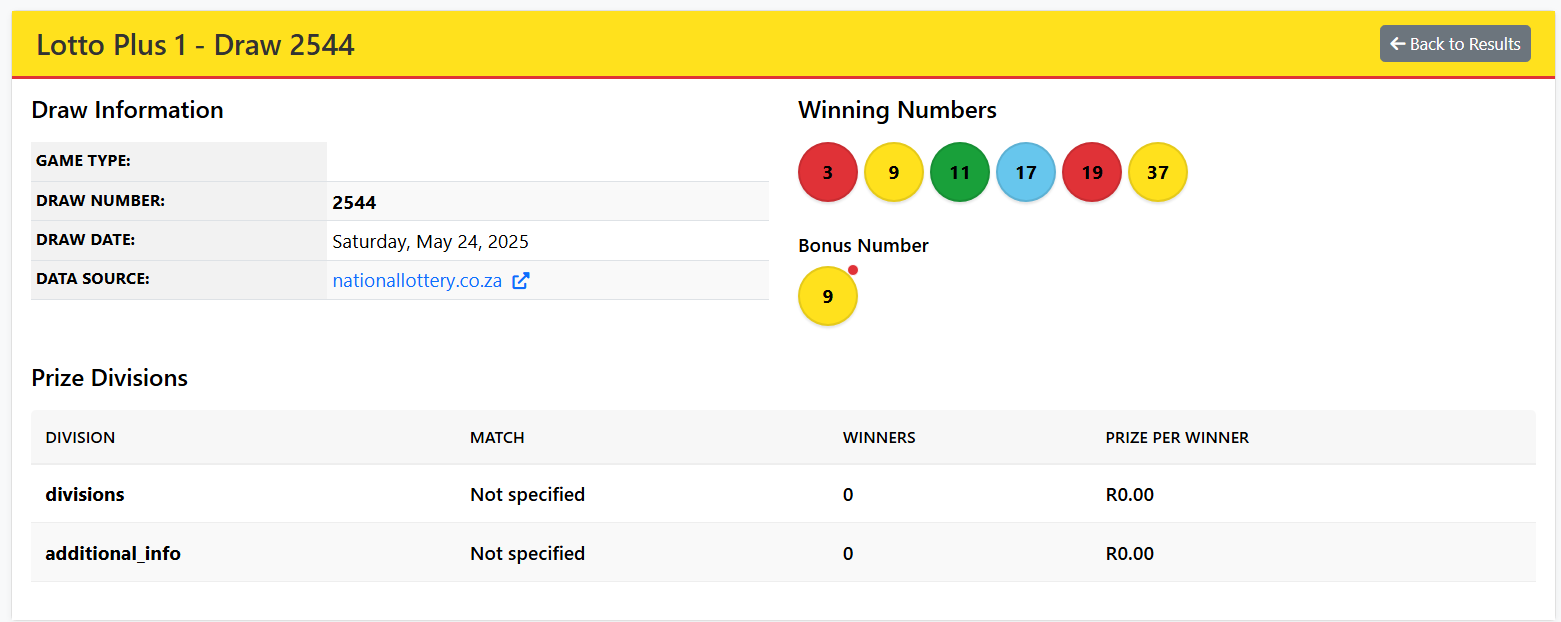 Lotto Plus 1 - Draw 2544
Back to Results
Draw Information
GAME TYPE:
DRAW NUMBER: 2544
DRAW DATE: Saturday, May 24, 2025
DATA SOURCE: nationallottery.co.za
Winning Numbers
3 9 11 17 19 37
Bonus Number
9
Prize Divisions
DIVISION MATCH WINNERS PRIZE PER WINNER
divisions Not specified 0 R0.00
additional_info Not specified 0 R0.00